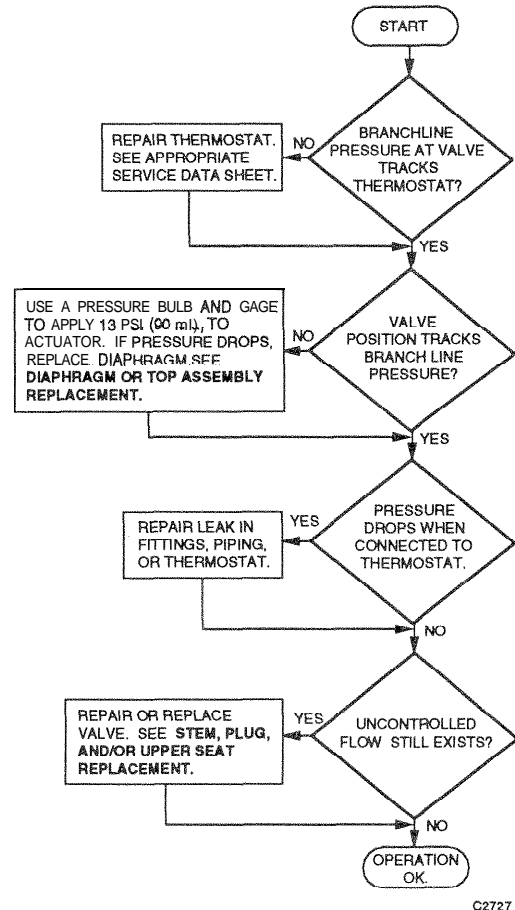 START
BRANCHLINE
PRESSURE AT VALVE
TRACKS
THERMOSTAT?
NO
REPAIR THERMOSTAT.
SEE APPROPRIATE
SERVICE DATA SHEET.
YES
VALVE
POSITION TRACKS
BRANCH LINE
PRESSURE?
NO
USE A PRESSURE BULB AND GAGE
TO APPLY 13 PSI (90 ml), TO
ACTUATOR. IF PRESSURE DROPS,
REPLACE DIAPHRAGM SEE
DIAPHRAGM OR TOP ASSEMBLY
REPLACEMENT.
YES
PRESSURE
DROPS WHEN
CONNECTED TO
THERMOSTAT.
YES
REPAIR LEAK IN
FITTINGS, PIPING,
OR THERMOSTAT.
NO
UNCONTROLLED
FLOW STILL EXISTS?
YES
REPAIR OR REPLACE
VALVE. SEE STEM, PLUG,
AND/OR UPPER SEAT
REPLACEMENT.
NO
OPERATION
OK.
C2727